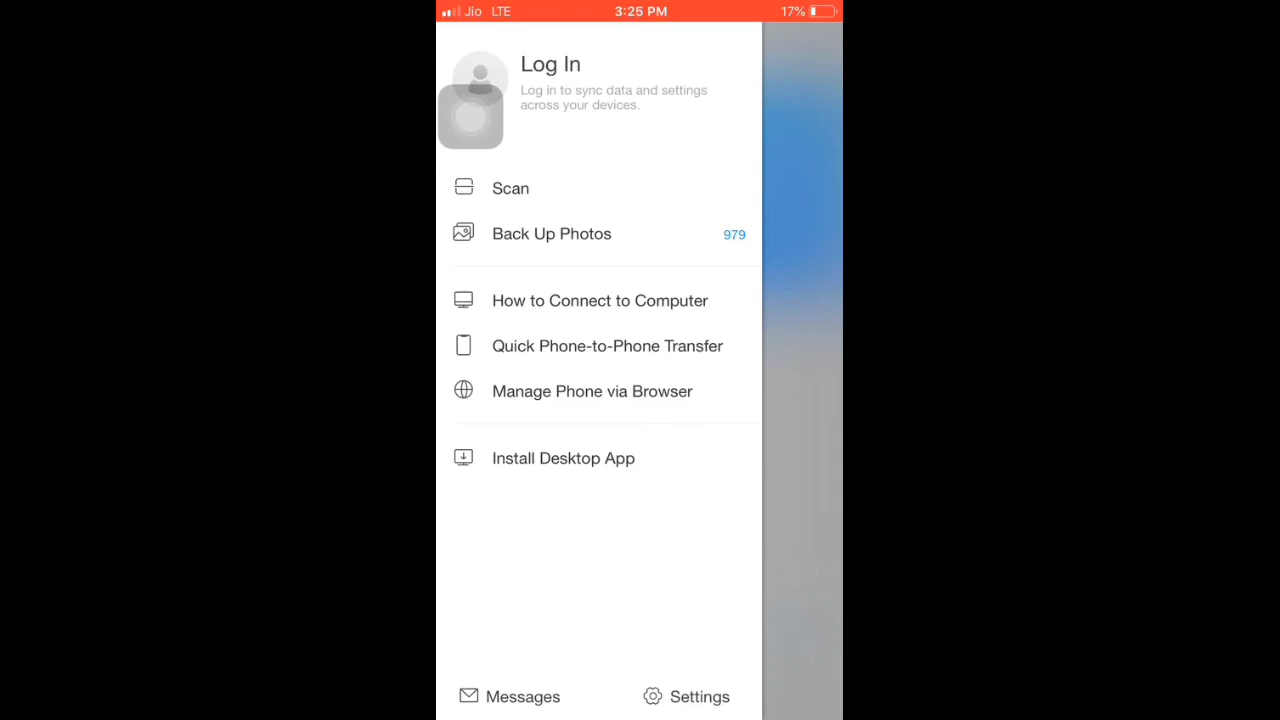 Jio LTE 3:25 PM 17%
Log In
Log in to sync data and settings
across your devices.
Scan
Back Up Photos 979
How to Connect to Computer
Quick Phone-to-Phone Transfer
Manage Phone via Browser
Install Desktop App
Messages Settings